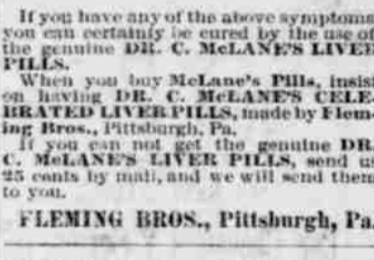 If you have any of the above symptoms
you can certainly be cured by the use of
the genuine DR. C. McLANE'S LIVER
PILLS.
When you buy McLane's Pills, insist
on having DR. C. McLANE'S CELE-
BRATED LIVER PILLS, made by Flem-
ing Bros., Pittsburgh, Pa.
If you can not get the genuine DR.
C. McLANE'S LIVER PILLS, send us
25 cents by mail, and we will send them
to you.
FLEMING BROS., Pittsburgh, Pa.